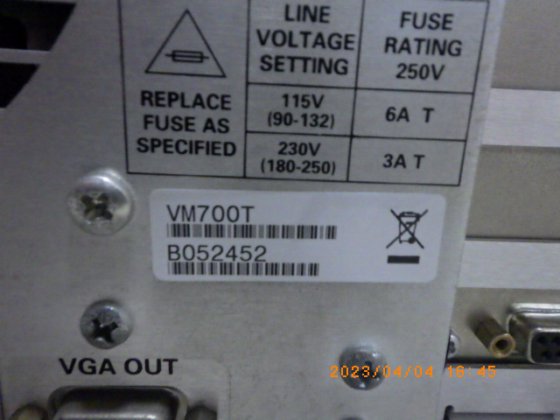 REPLACE
FUSE AS
SPECIFIED
LINE
VOLTAGE
SETTING
FUSE
RATING
250V
115V
(90-132)
6A T
230V
(180-250)
3A T
VM700T
B052452
VGA OUT
2023/04/04 16:45